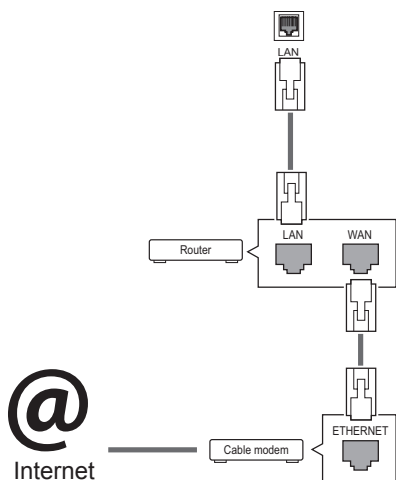 LAN
LAN WAN
Router
ETHERNET
@
Cable modem
Internet